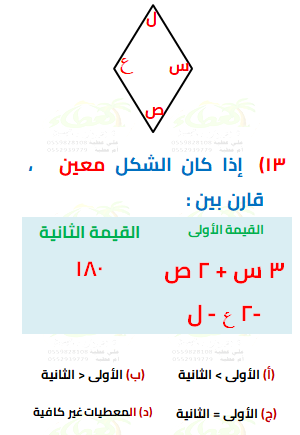 ل
ع س
ص
١٣) إذا كان الشكل معين ،
قارن بين :
القيمة الأولى القيمة الثانية
٣ س + ٢ ص ١٨٠
-٢ ع - ل
(أ) الأولى > الثانية (ب) الأولى < الثانية
(ج) الأولى = الثانية (د) المعطيات غير كافية